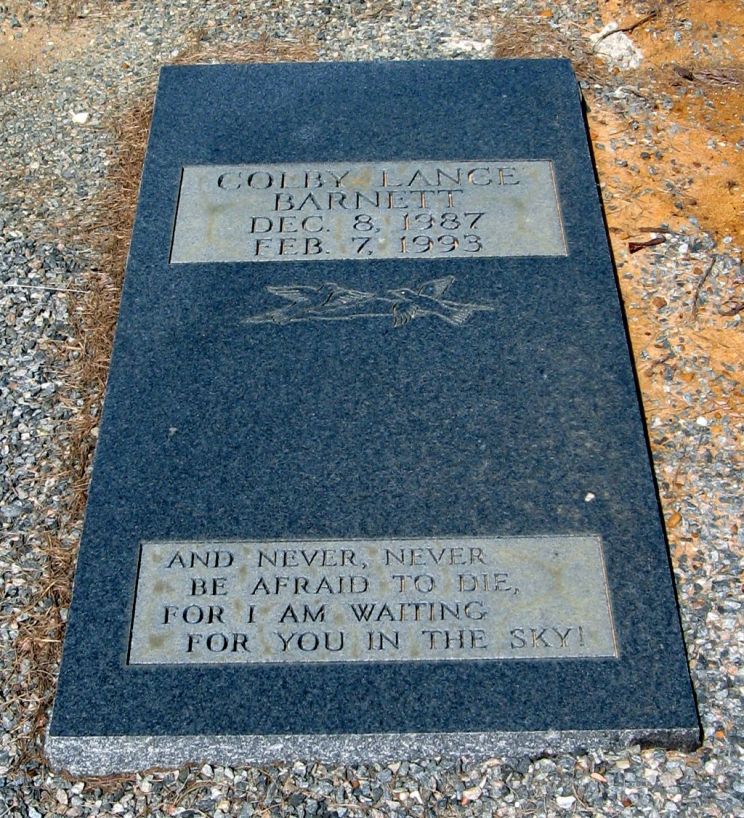 COLBY LANCE
BARNETT
DEC. 8, 1987
FEB. 7, 1993
AND NEVER, NEVER
BE AFRAID TO DIE,
FOR I AM WAITING
FOR YOU IN THE SKY!